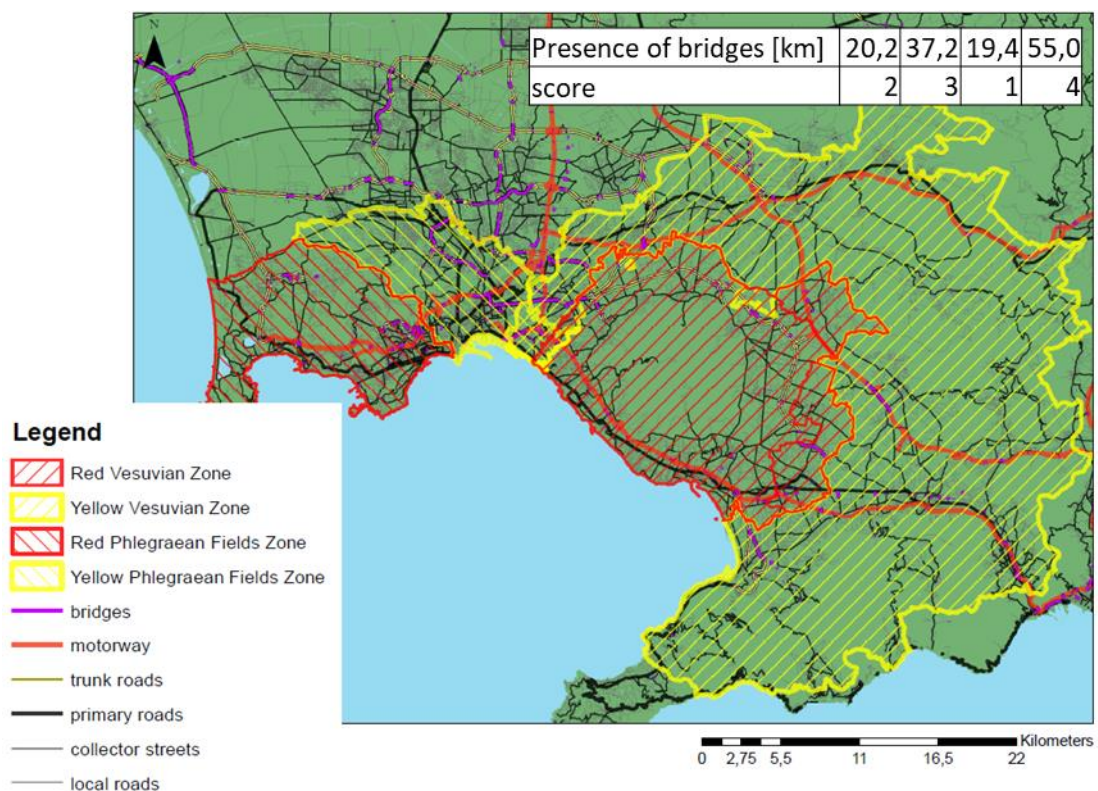 N
Presence of bridges [km] 20,2 37,2 19,4 55,0
score 2 3 1 4
Legend
Red Vesuvian Zone
Yellow Vesuvian Zone
Red Phlegraean Fields Zone
Yellow Phlegraean Fields Zone
bridges
motorway
trunk roads
primary roads
collector streets
local roads
Kilometers
0 2,75 5,5 11 16,5 22